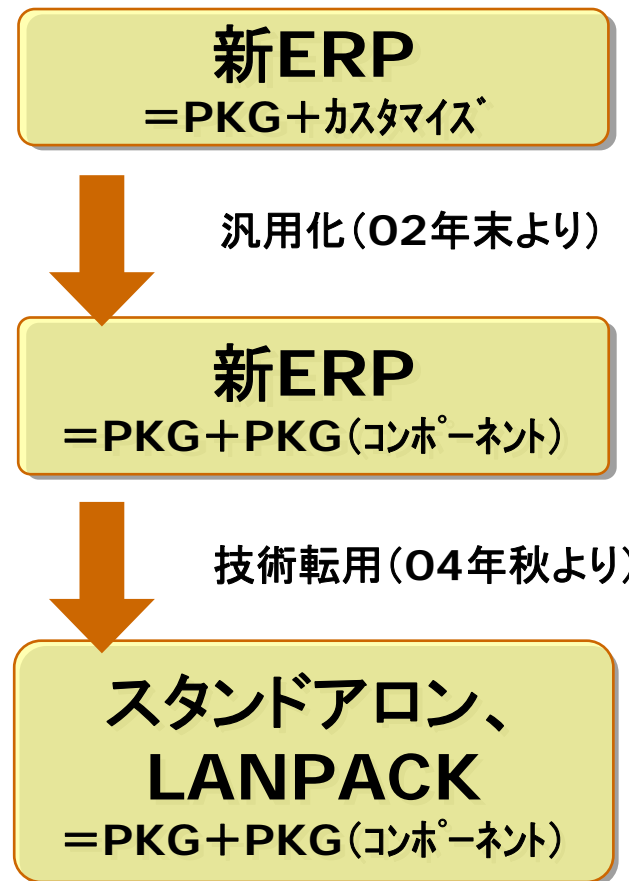 新ERP
＝PKG＋ｶｽﾀﾏｲｽﾞ
汎用化（02年末より）
新ERP
＝PKG＋PKG（ｺﾝﾎﾟｰﾈﾝﾄ）
技術転用（04年秋より）
スタンドアロン、
LANPACK
＝PKG＋PKG（ｺﾝﾎﾟｰﾈﾝﾄ）